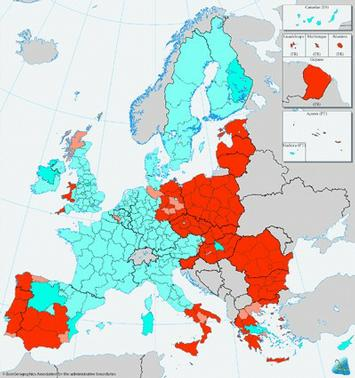 Canarias (ES)
Guadeloupe Martinique Réunion
(FR) (FR) (FR)
Guyane
(FR)
Açores (PT)
Madeira (PT)
© EuroGeographics Association for the administrative boundaries